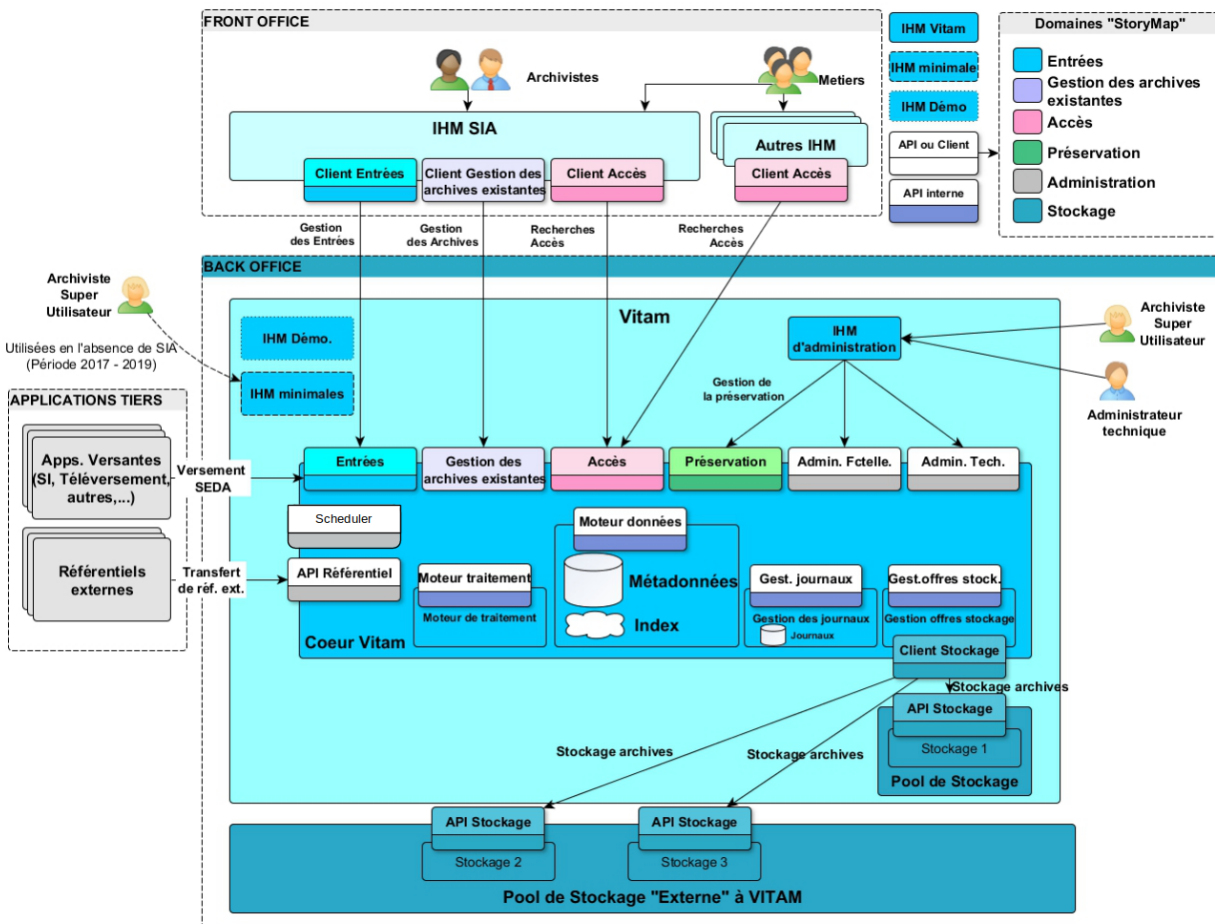 FRONT OFFICE
Archivistes
Metiers
IHM SIA
Autres IHM
Client Entrées
Client Gestion des
archives existantes
Client Accès
Client Accès
IHM Vitam
IHM minimale
IHM Démo
API ou Client
API interne
Domaines "StoryMap"
Entrées
Gestion des archives
existantes
Accès
Préservation
Administration
Stockage
Gestion
des Entrées
Gestion
des Archives
Recherches
Accès
Recherches
Accès
BACK OFFICE
Archiviste
Super
Utilisateur
Utilisées en l'absence de SIA
(Période 2017 - 2019)
Vitam
IHM Démo.
IHM minimales
IHM
d'administration
Archiviste
Super
Utilisateur
Administrateur
technique
Gestion de
la préservation
APPLICATIONS TIERS
Apps. Versantes
(SI, Téléversement,
autres,...)
Versement
SEDA
Référentiels
externes
Transfert
de réf. ext.
Entrées
Gestion des
archives existantes
Accès
Préservation
Admin. Fctelle.
Admin. Tech.
Scheduler
API Référentiel
Moteur traitement
Moteur de traitement
Moteur données
Métadonnées
Index
Gest. journaux
Gestion des journaux
Journaux
Gest.offres stock.
Gestion offres stockage
Coeur Vitam
Client Stockage
Stockage archives
Stockage archives
Stockage archives
API Stockage
Stockage 1
Pool de Stockage
API Stockage
Stockage 2
API Stockage
Stockage 3
Pool de Stockage "Externe" à VITAM